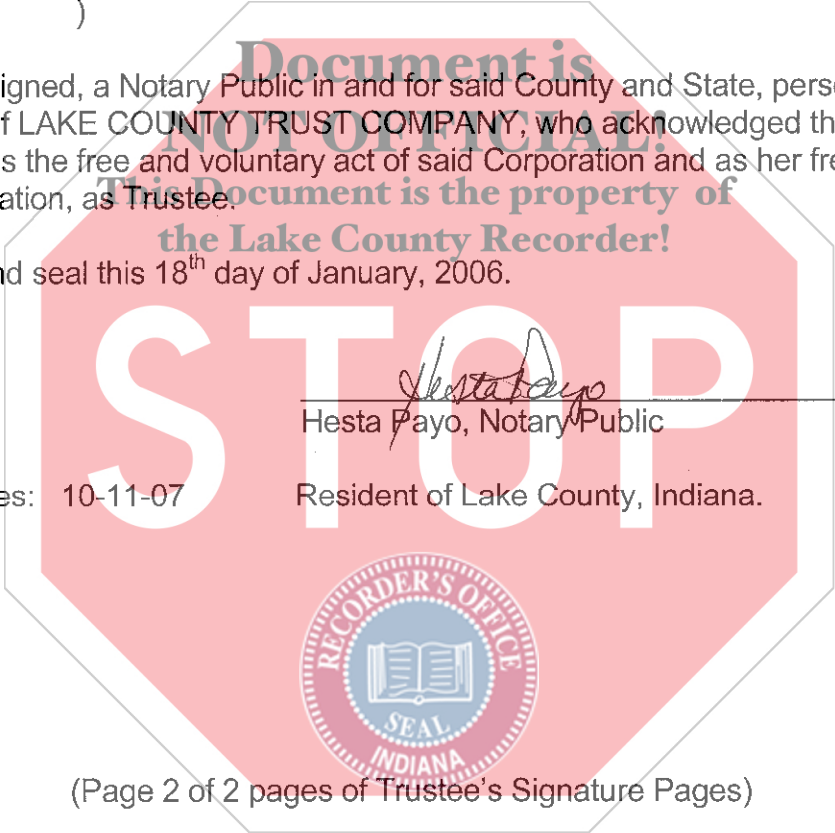 )
Document is
igned, a Notary Public in and for said County and State, perso
NOT OFFICIAL!
f LAKE COUNTY TRUST COMPANY, who acknowledged th
s the free and voluntary act of said Corporation and as her fre
This Document is the property of
ation, as Trustee.
the Lake County Recorder!
nd seal this 18th day of January, 2006.
STOP
Hesta Payo
Hesta Payo, Notary Public
es: 10-11-07 Resident of Lake County, Indiana.
RECORDER'S OFFICE
SEAL
INDIANA
(Page 2 of 2 pages of Trustee's Signature Pages)